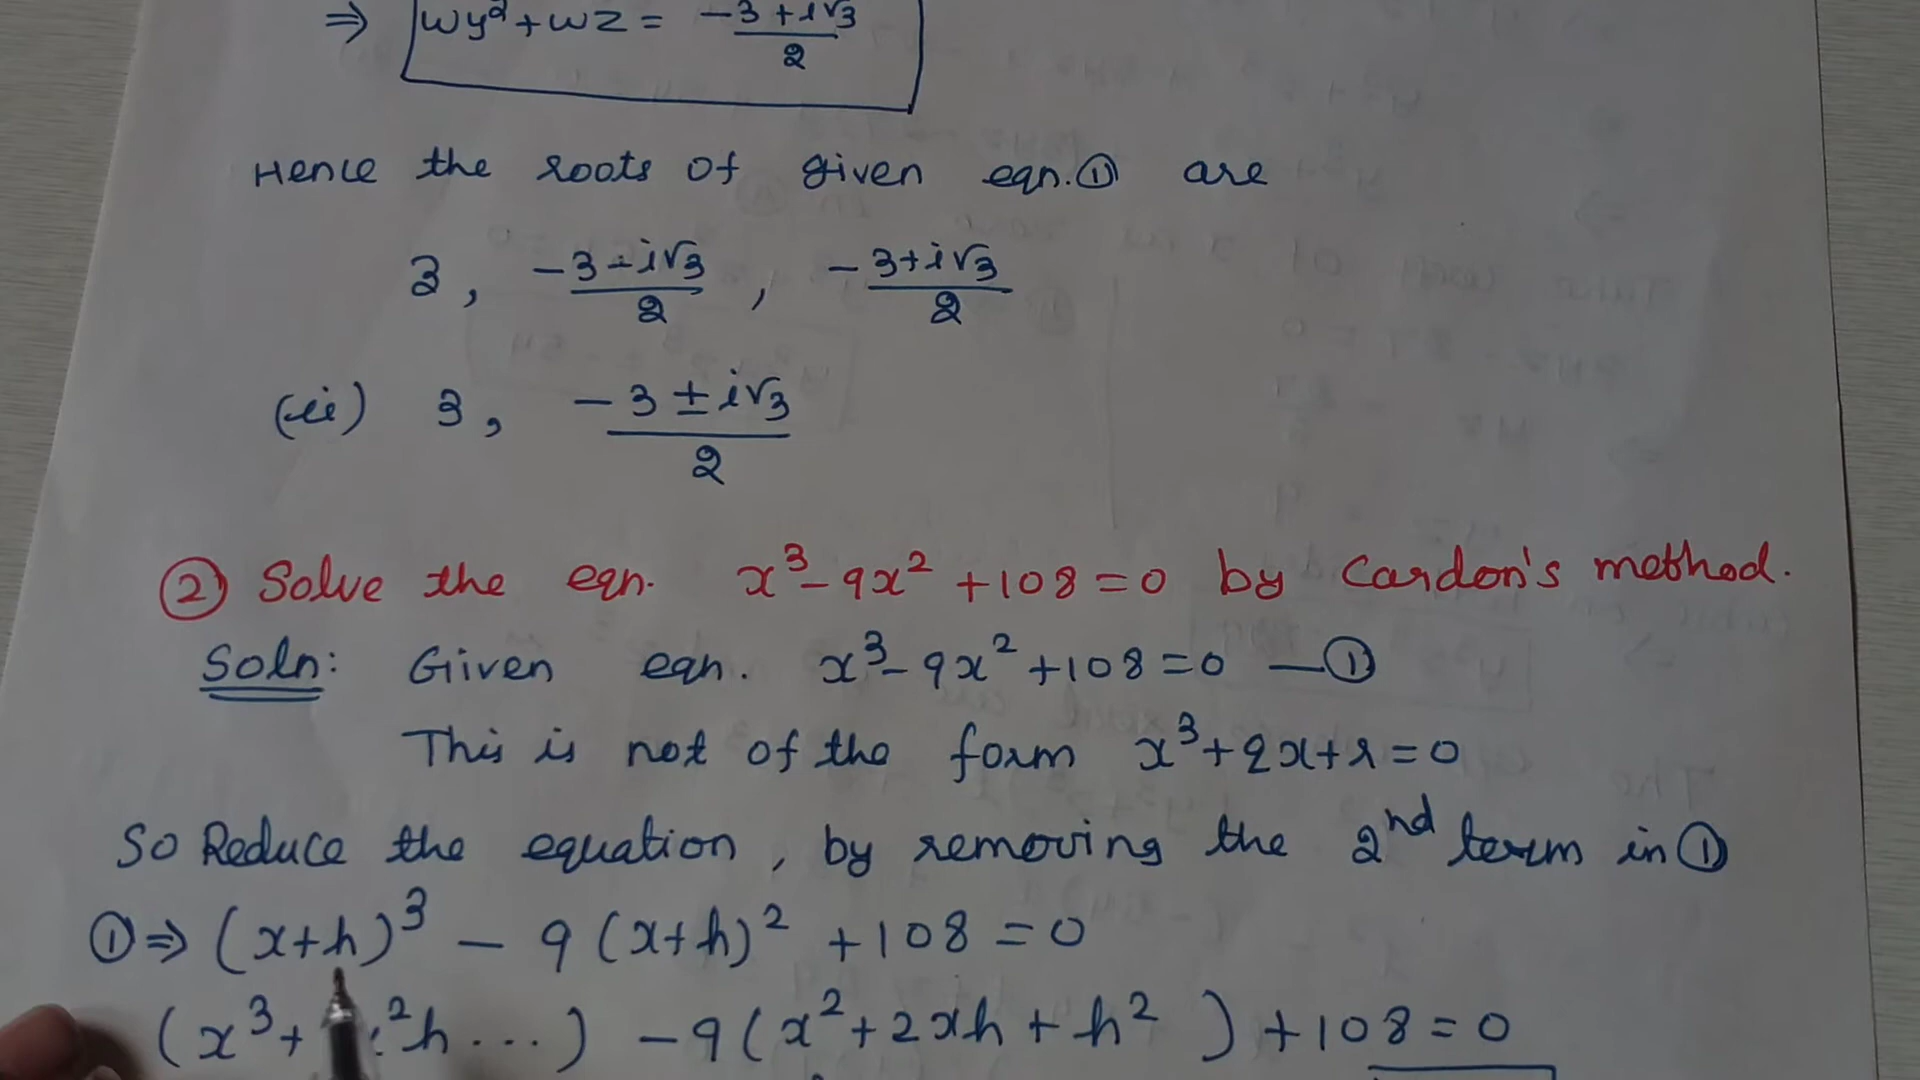 ⇒ wy² + wz = -3+i√3 / 2
Hence the roots of given eqn.① are
3, -3-i√3 / 2 , -3+i√3 / 2
(ie) 3, -3±i√3 / 2
② Solve the eqn. x³-9x²+108=0 by Cardon's method.
Soln: Given eqn. x³-9x²+108=0 —①
This is not of the form x³+qx+r=0
So Reduce the equation, by removing the 2nd term in ①
①⇒ (x+h)³ - 9(x+h)² +108=0
(x³+ ²h...) -9(x²+2xh+h²) +108=0